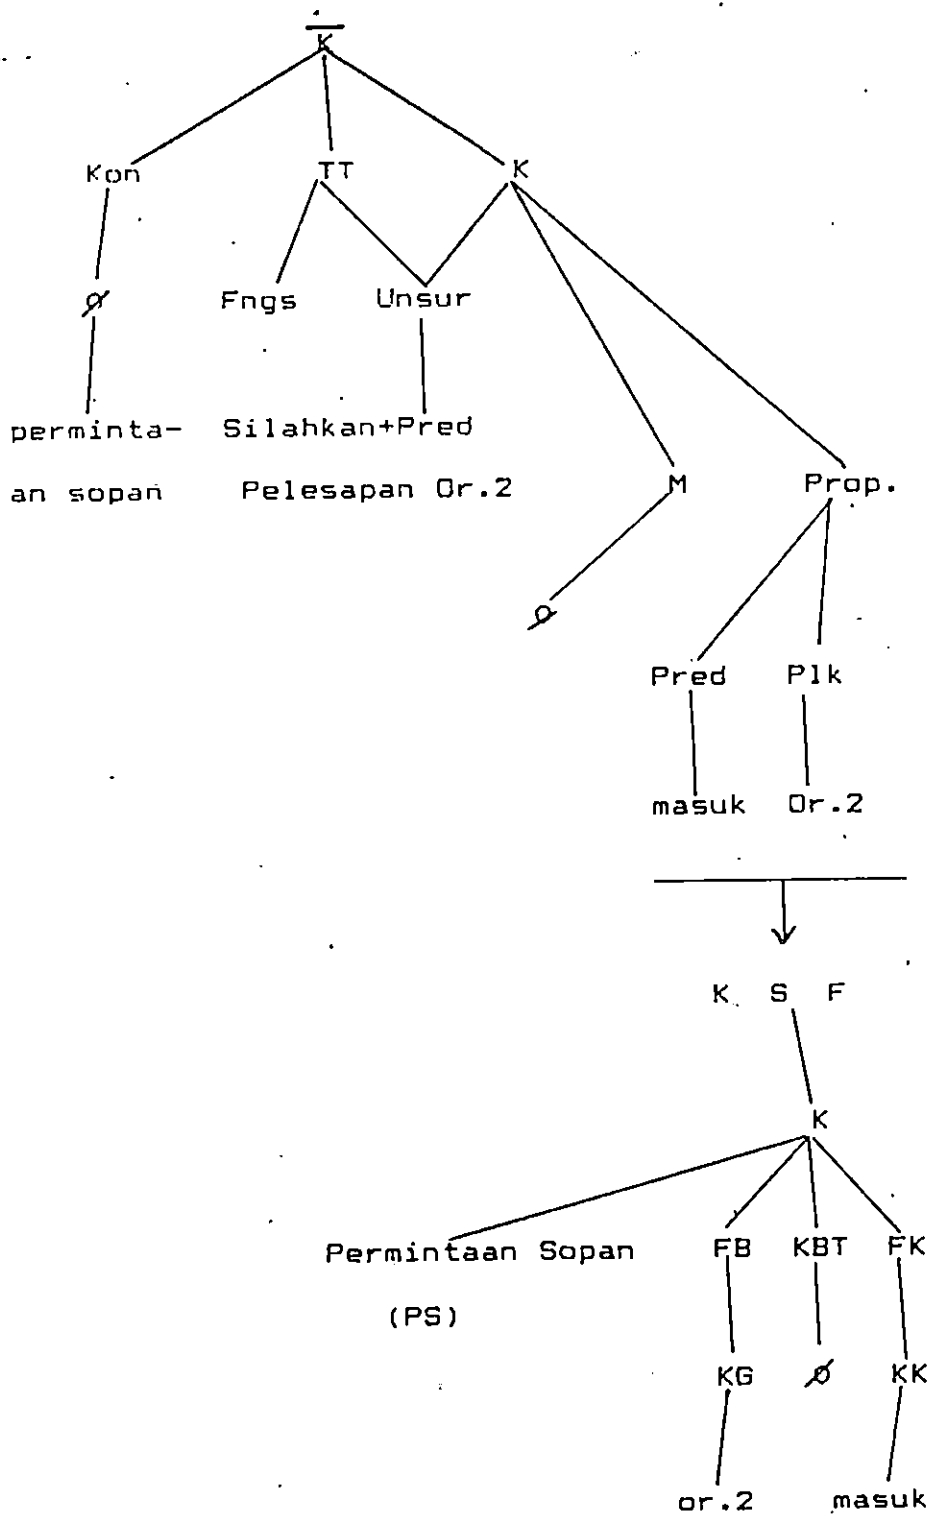 K̅
Kon TT K
Ø Fngs Unsur
perminta- Silahkan+Pred
an sopan Pelesapan Or.2 M Prop.
Ø
Pred Plk
masuk Or.2
K S F
K
Permintaan Sopan FB KBT FK
(PS)
KG Ø KK
or.2 masuk